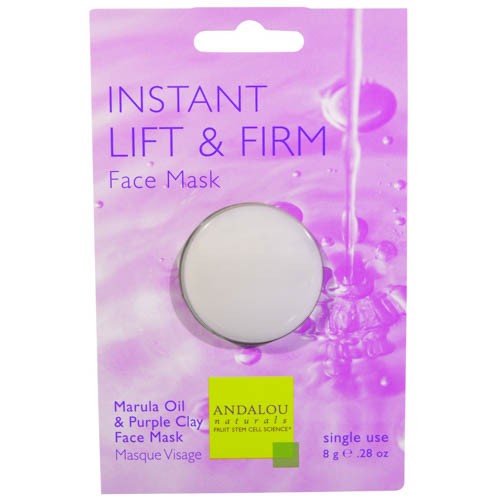 INSTANT
LIFT & FIRM
Face Mask
Marula Oil
& Purple Clay
Face Mask
Masque Visage
ANDALOU
naturals
FRUIT STEM CELL SCIENCE®
single use
8 g ℮ .28 oz